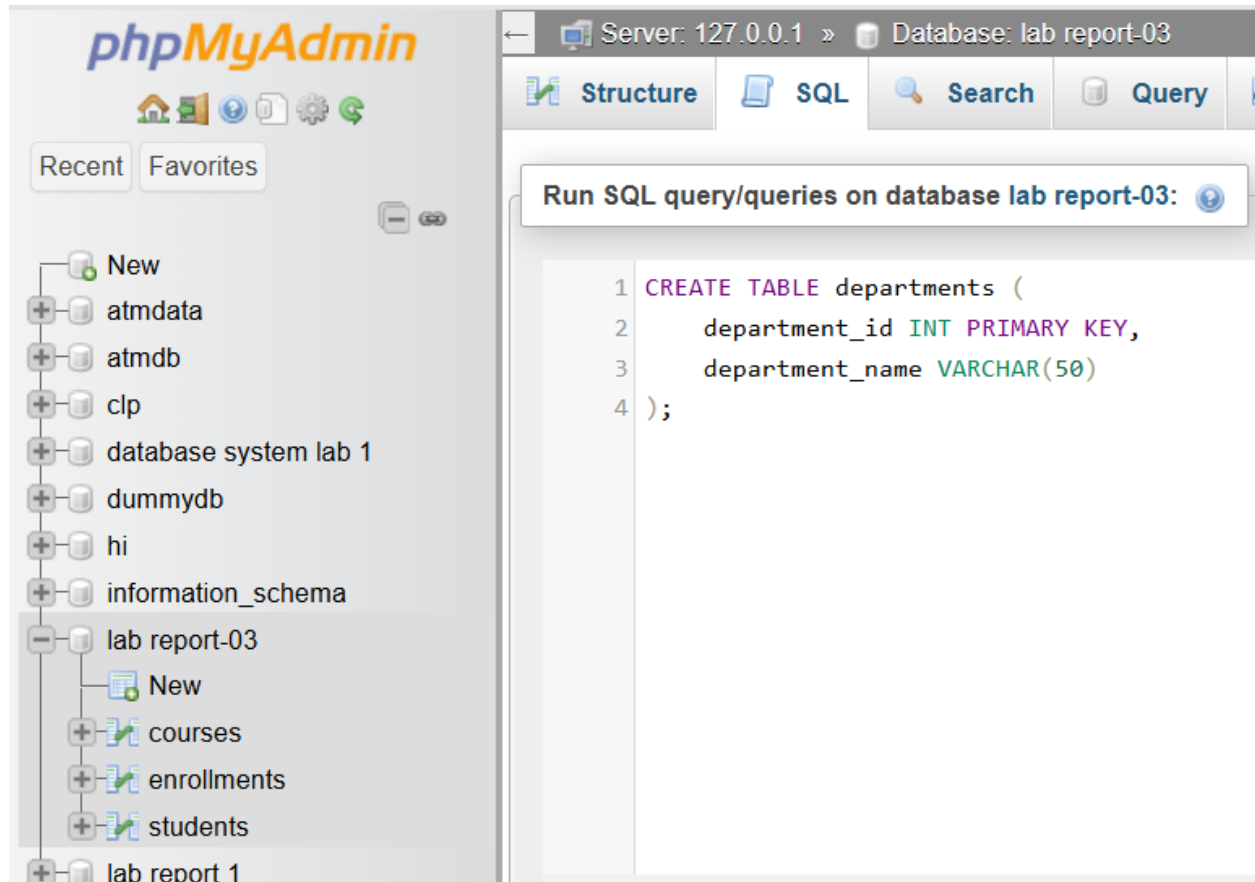 phpMyAdmin
Recent Favorites
New
atmdata
atmdb
clp
database system lab 1
dummydb
hi
information_schema
lab report-03
New
courses
enrollments
students
lab report 1
← Server: 127.0.0.1 » Database: lab report-03
Structure SQL Search Query
Run SQL query/queries on database lab report-03:
1 CREATE TABLE departments (
2 department_id INT PRIMARY KEY,
3 department_name VARCHAR(50)
4 );